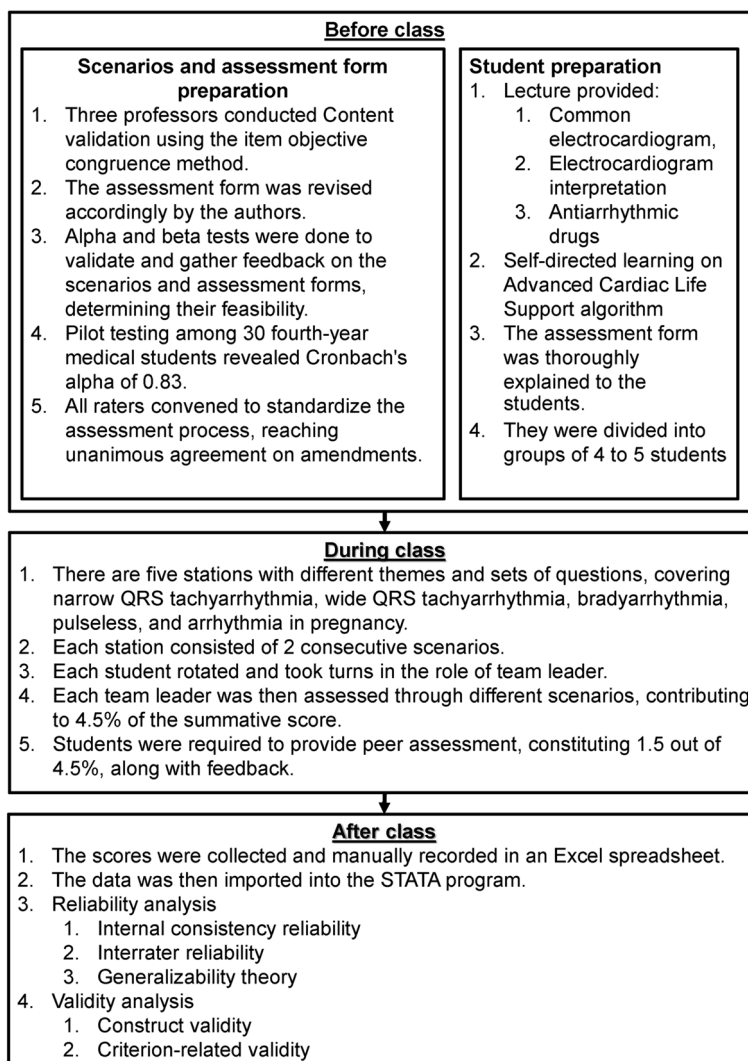 Before class
Scenarios and assessment form
preparation
1. Three professors conducted Content
validation using the item objective
congruence method.
2. The assessment form was revised
accordingly by the authors.
3. Alpha and beta tests were done to
validate and gather feedback on the
scenarios and assessment forms,
determining their feasibility.
4. Pilot testing among 30 fourth-year
medical students revealed Cronbach's
alpha of 0.83.
5. All raters convened to standardize the
assessment process, reaching
unanimous agreement on amendments.
Student preparation
1. Lecture provided:
1. Common
electrocardiogram,
2. Electrocardiogram
interpretation
3. Antiarrhythmic
drugs
2. Self-directed learning on
Advanced Cardiac Life
Support algorithm
3. The assessment form
was thoroughly
explained to the
students.
4. They were divided into
groups of 4 to 5 students
During class
1. There are five stations with different themes and sets of questions, covering
narrow QRS tachyarrhythmia, wide QRS tachyarrhythmia, bradyarrhythmia,
pulseless, and arrhythmia in pregnancy.
2. Each station consisted of 2 consecutive scenarios.
3. Each student rotated and took turns in the role of team leader.
4. Each team leader was then assessed through different scenarios, contributing
to 4.5% of the summative score.
5. Students were required to provide peer assessment, constituting 1.5 out of
4.5%, along with feedback.
After class
1. The scores were collected and manually recorded in an Excel spreadsheet.
2. The data was then imported into the STATA program.
3. Reliability analysis
1. Internal consistency reliability
2. Interrater reliability
3. Generalizability theory
4. Validity analysis
1. Construct validity
2. Criterion-related validity